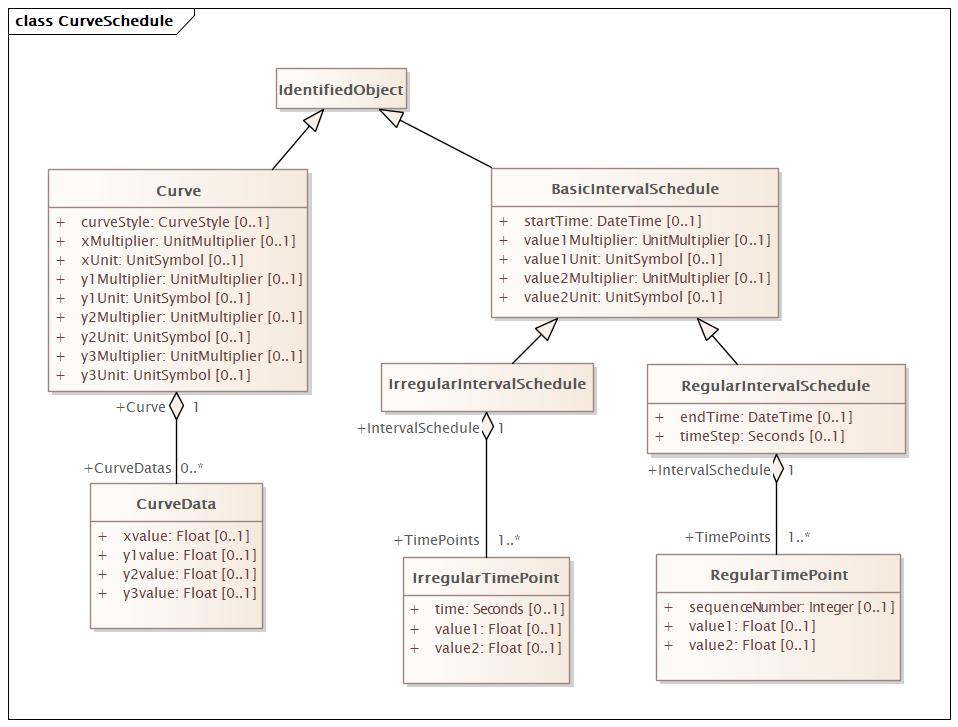 class CurveSchedule
IdentifiedObject
Curve
+ curveStyle: CurveStyle [0..1]
+ xMultiplier: UnitMultiplier [0..1]
+ xUnit: UnitSymbol [0..1]
+ y1Multiplier: UnitMultiplier [0..1]
+ y1Unit: UnitSymbol [0..1]
+ y2Multiplier: UnitMultiplier [0..1]
+ y2Unit: UnitSymbol [0..1]
+ y3Multiplier: UnitMultiplier [0..1]
+ y3Unit: UnitSymbol [0..1]
BasicIntervalSchedule
+ startTime: DateTime [0..1]
+ value1Multiplier: UnitMultiplier [0..1]
+ value1Unit: UnitSymbol [0..1]
+ value2Multiplier: UnitMultiplier [0..1]
+ value2Unit: UnitSymbol [0..1]
IrregularIntervalSchedule
RegularIntervalSchedule
+ endTime: DateTime [0..1]
+ timeStep: Seconds [0..1]
+Curve 1
+IntervalSchedule 1
+IntervalSchedule 1
+CurveDatas 0..*
CurveData
+ xvalue: Float [0..1]
+ y1value: Float [0..1]
+ y2value: Float [0..1]
+ y3value: Float [0..1]
+TimePoints 1..*
IrregularTimePoint
+ time: Seconds [0..1]
+ value1: Float [0..1]
+ value2: Float [0..1]
+TimePoints 1..*
RegularTimePoint
+ sequenceNumber: Integer [0..1]
+ value1: Float [0..1]
+ value2: Float [0..1]